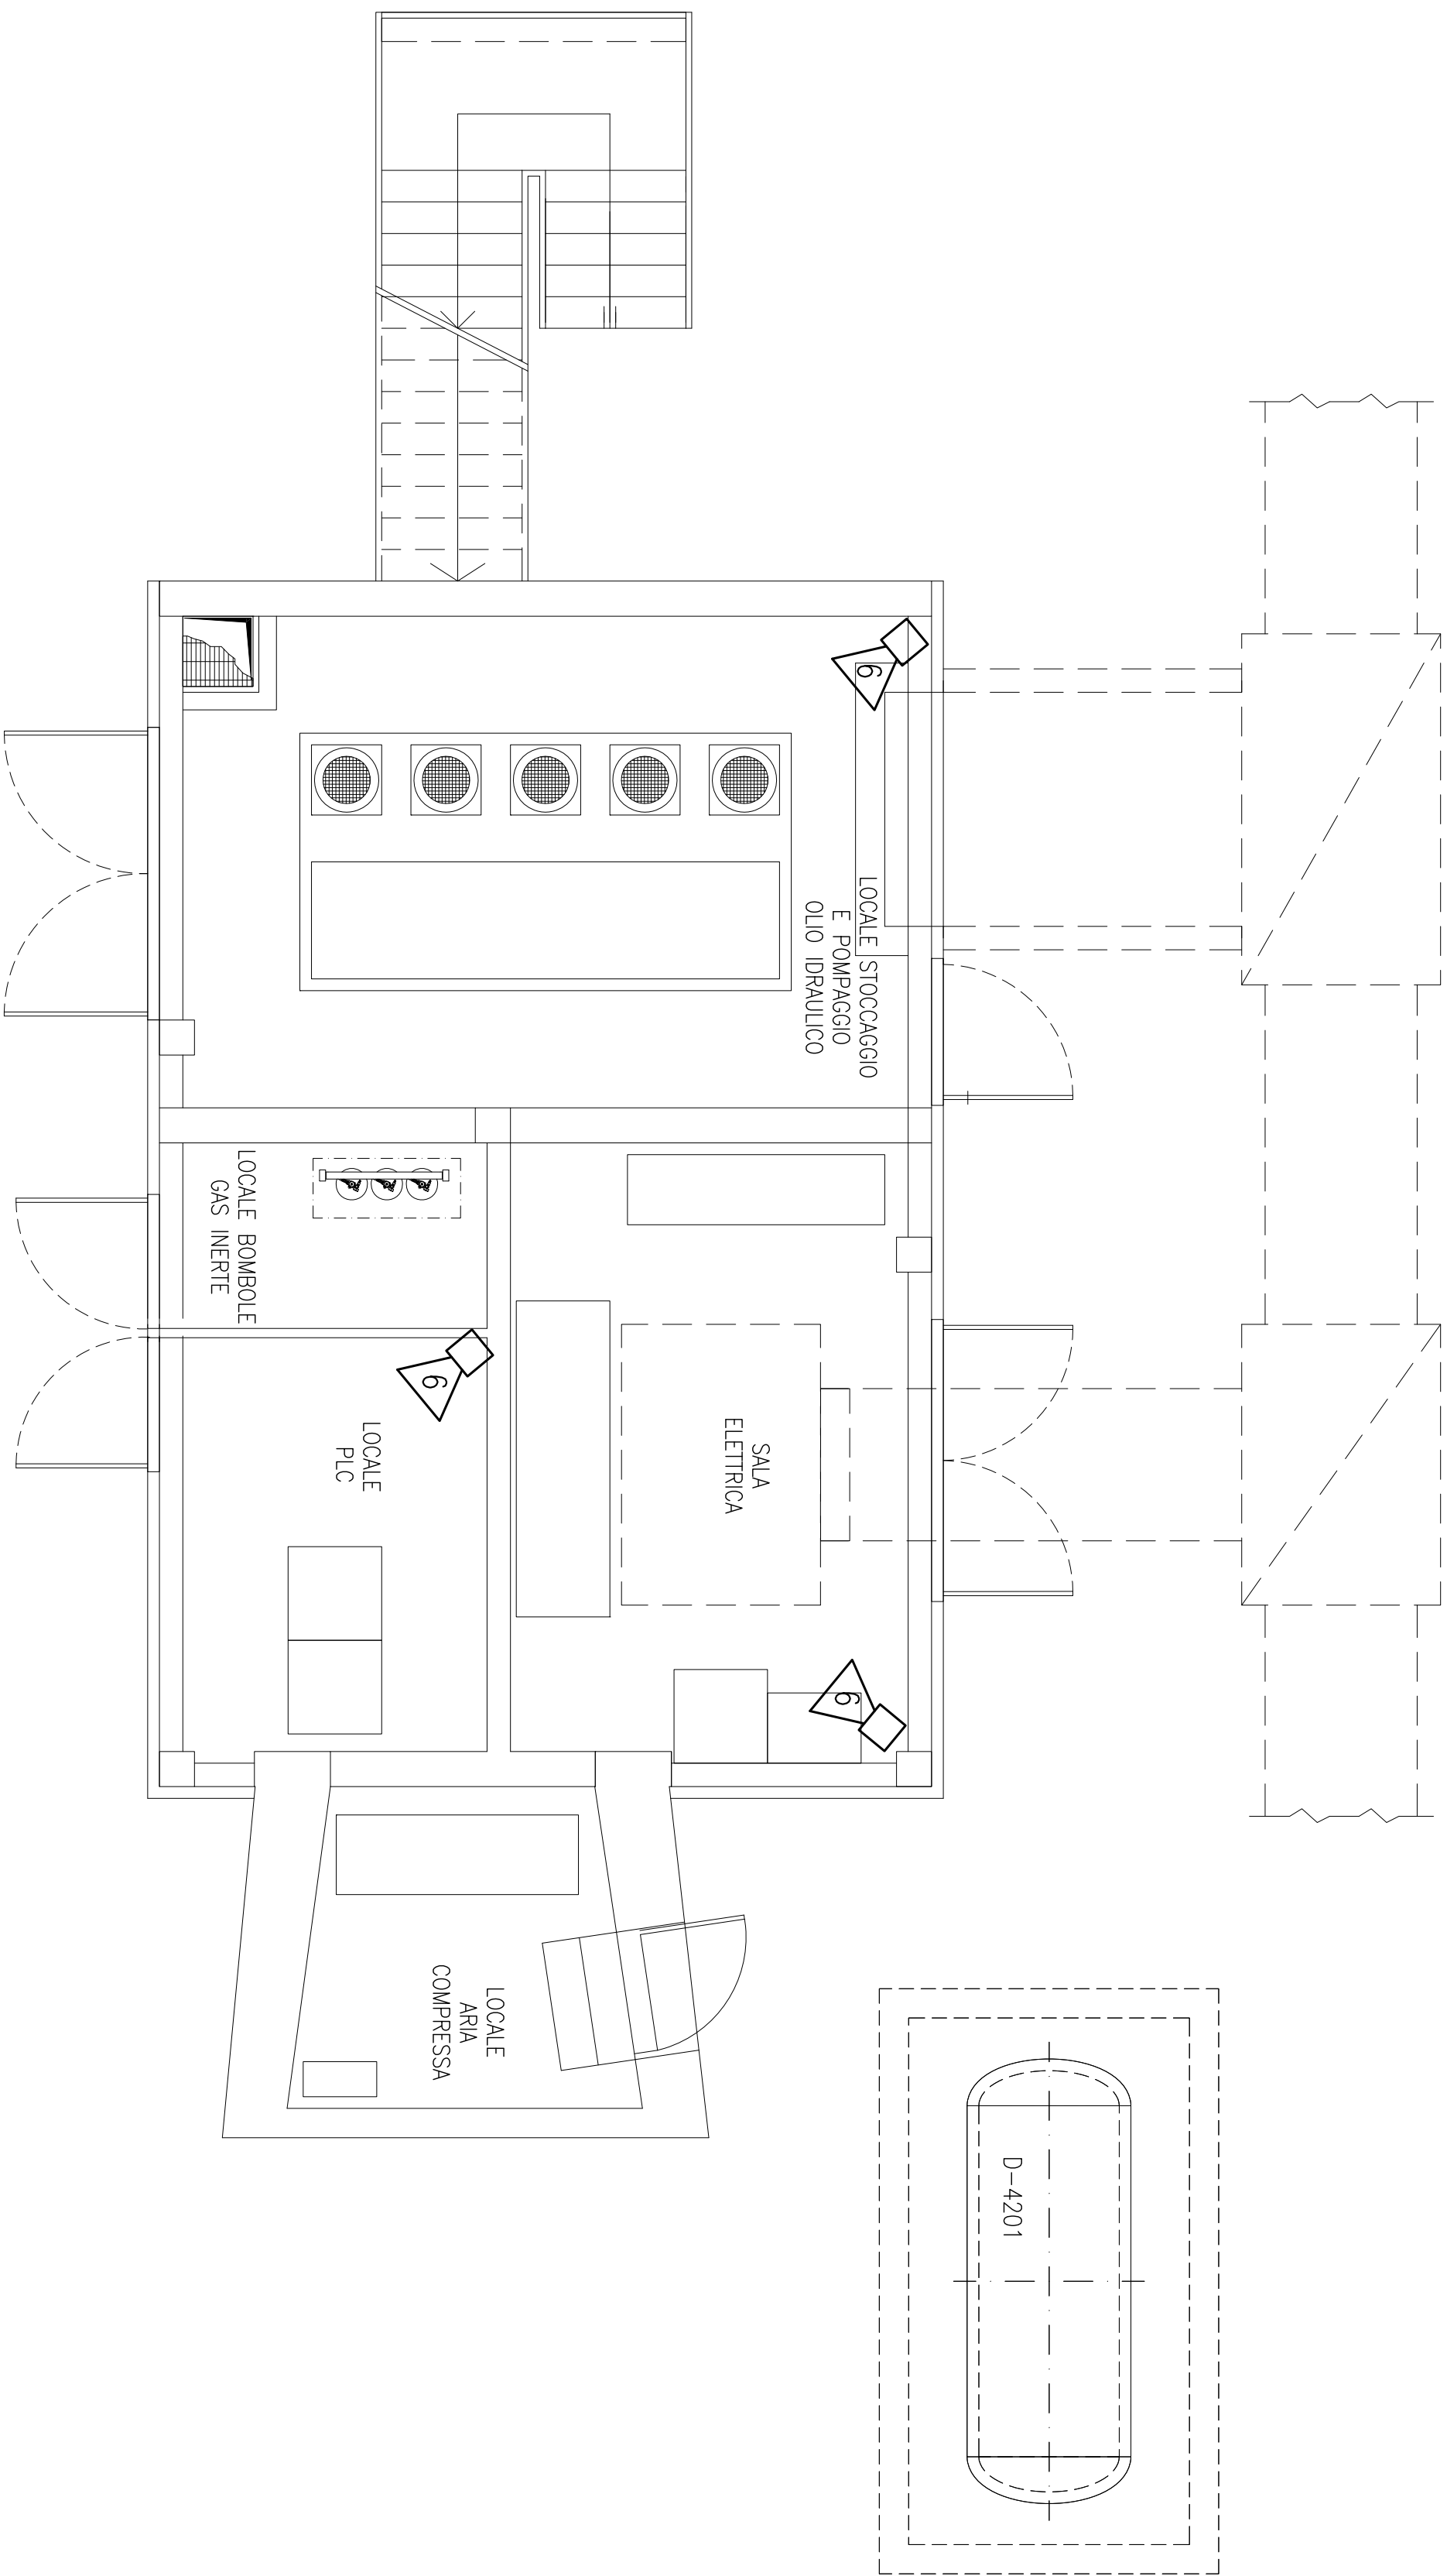 LOCALE STOCCAGGIO
E POMPAGGIO
OLIO IDRAULICO
6
LOCALE BOMBOLE
GAS INERTE
SALA
ELETTRICA
6
LOCALE
PLC
6
LOCALE
ARIA
COMPRESSA
D-4201